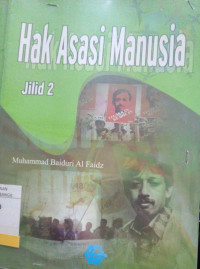 Hak Asasi Manusia
Jilid 2
Muhammad Baiduri Al Faidz